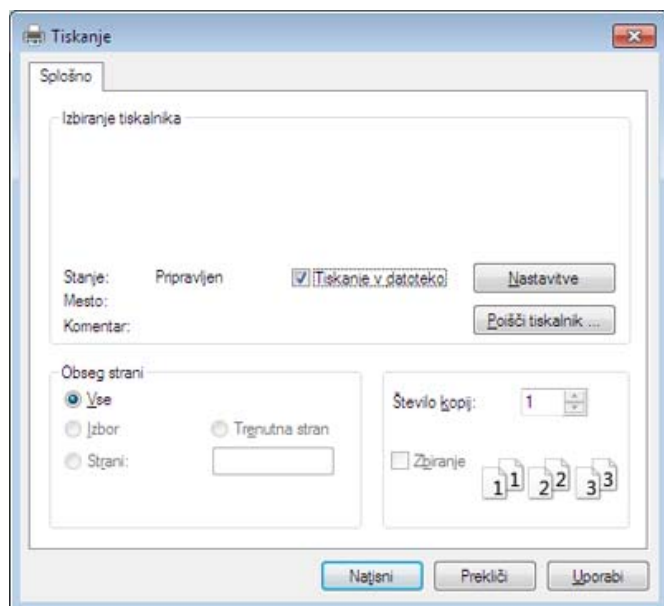 Tiskanje
Splošno
Izbiranje tiskalnika
Stanje: Pripravljen
Tiskanje v datoteko
Nastavitve
Mesto:
Komentar:
Poišči tiskalnik ...
Obseg strani
Vse
Izbor
Trenutna stran
Strani:
Število kopij: 1
Zbiranje
1 1 2 2 3 3
Natisni
Prekliči
Uporabi